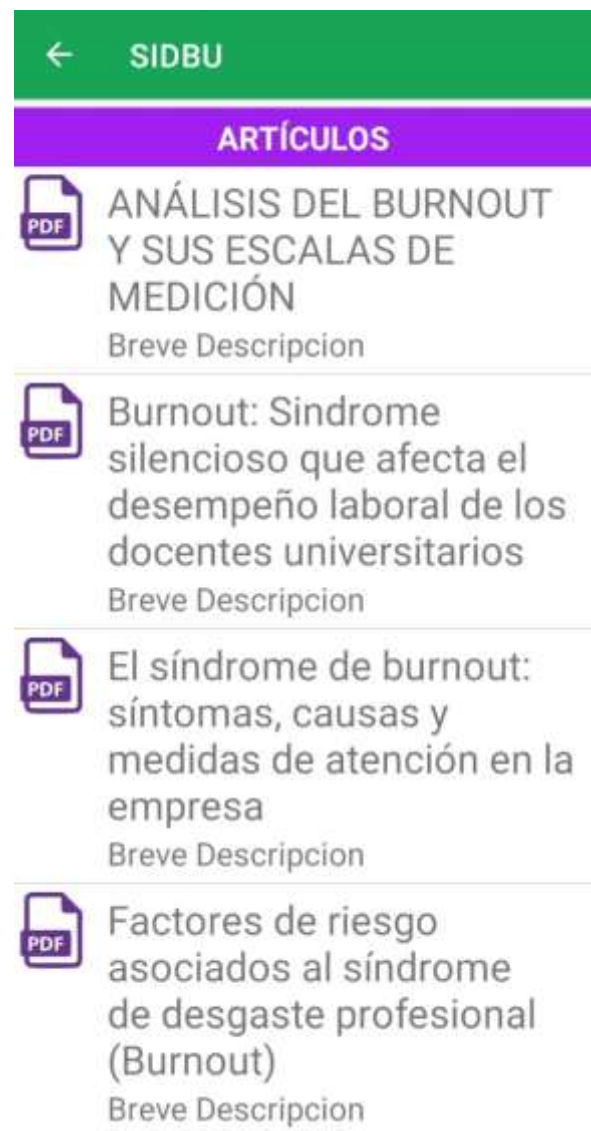 SIDBU
ARTÍCULOS
PDF
ANÁLISIS DEL BURNOUT
Y SUS ESCALAS DE
MEDICIÓN
Breve Descripcion
PDF
Burnout: Sindrome
silencioso que afecta el
desempeño laboral de los
docentes universitarios
Breve Descripcion
PDF
El síndrome de burnout:
síntomas, causas y
medidas de atención en la
empresa
Breve Descripcion
PDF
Factores de riesgo
asociados al síndrome
de desgaste profesional
(Burnout)
Breve Descripcion